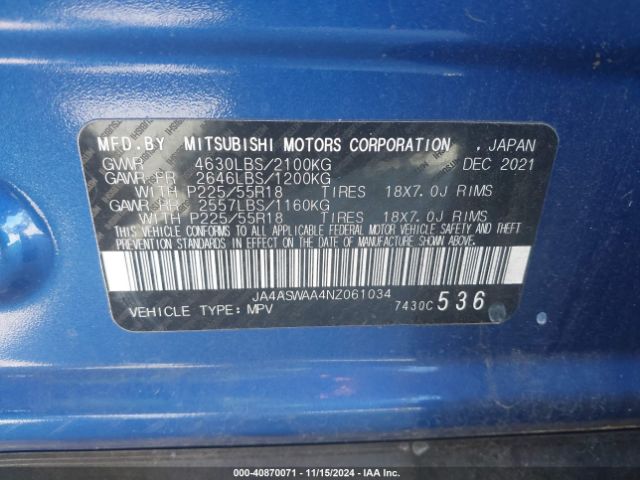 MFD.BY MITSUBISHI MOTORS CORPORATION , JAPAN
GVWR 4630LBS/2100KG DEC 2021
GAWR FR 2646LBS/1200KG
WITH P225/55R18 TIRES 18X7.0J RIMS
GAWR RR 2557LBS/1160KG
WITH P225/55R18 TIRES 18X7.0J RIMS
THIS VEHICLE CONFORMS TO ALL APPLICABLE FEDERAL MOTOR VEHICLE SAFETY AND
THEFT PREVENTION STANDARDS IN EFFECT ON THE DATE OF
MANUFACTURE SHOWN ABOVE.
JA4ASWAA4NZ061034
VEHICLE TYPE: MPV 7430C 536
000-40870071 - 11/15/2024 - IAA Inc.